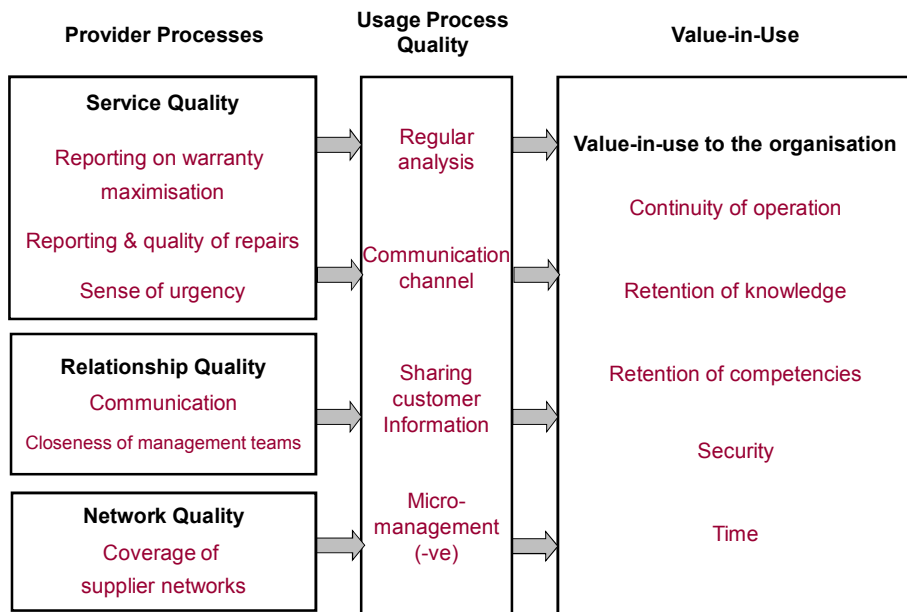 Provider Processes
Usage Process
Quality
Value-in-Use
Service Quality
Reporting on warranty
maximisation
Reporting & quality of repairs
Sense of urgency
Relationship Quality
Communication
Closeness of management teams
Network Quality
Coverage of
supplier networks
Regular
analysis
Communication
channel
Sharing
customer
Information
Micro-
management
(-ve)
Value-in-use to the organisation
Continuity of operation
Retention of knowledge
Retention of competencies
Security
Time